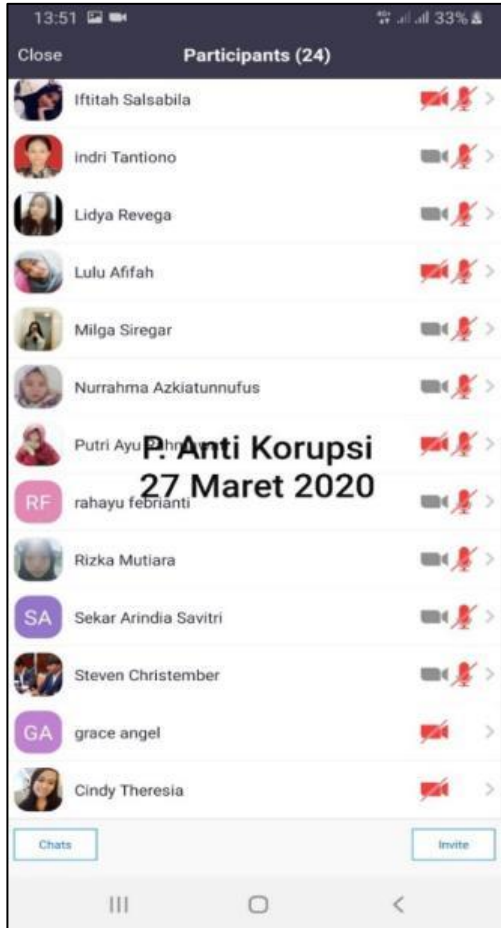 13:51 33%
Close Participants (24)
Iftitah Salsabila
indri Tantiono
Lidya Revega
Lulu Afifah
Milga Siregar
Nurrahma Azkiatunnufus
Putri Ayu
P. Anti Korupsi
27 Maret 2020
RF rahayu febrianti
Rizka Mutiara
SA Sekar Arindia Savitri
Steven Christember
GA grace angel
Cindy Theresia
Chats Invite